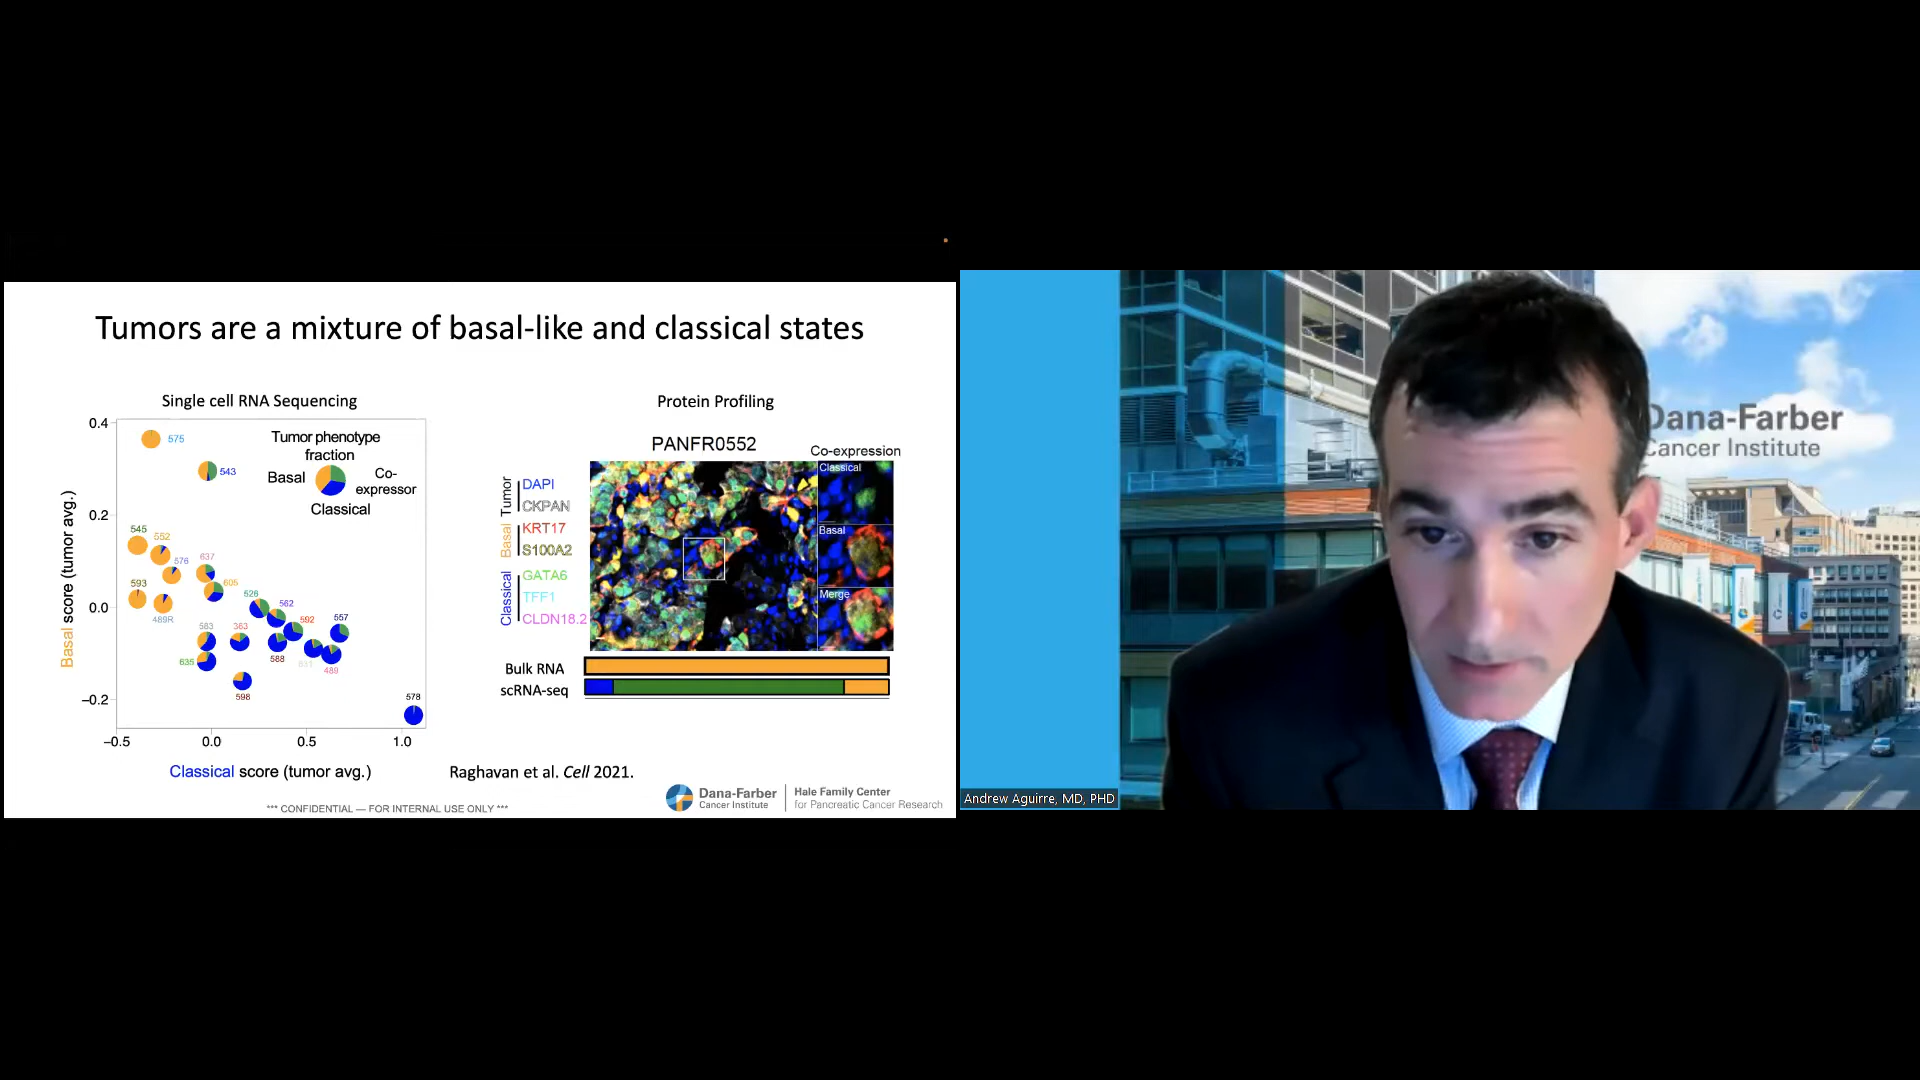 Tumors are a mixture of basal-like and classical states
Single cell RNA Sequencing
0.4
0.2
0.0
−0.2
Basal score (tumor avg.)
−0.5
0.0
0.5
1.0
Classical score (tumor avg.)
Tumor phenotype
fraction
Basal
Co-
expressor
Classical
575
543
545
552
576
637
593
605
489R
526
562
583
363
592
557
635
588
631
489
598
578
Protein Profiling
PANFR0552
Co-expression
Tumor
DAPI
CKPAN
Basal
KRT17
S100A2
Classical
GATA6
TFF1
CLDN18.2
Classical
Basal
Merge
Bulk RNA
scRNA-seq
Raghavan et al. Cell 2021.
*** CONFIDENTIAL — FOR INTERNAL USE ONLY ***
Dana-Farber
Cancer Institute
Hale Family Center
for Pancreatic Cancer Research
Dana-Farber
Cancer Institute
Andrew Aguirre, MD, PHD